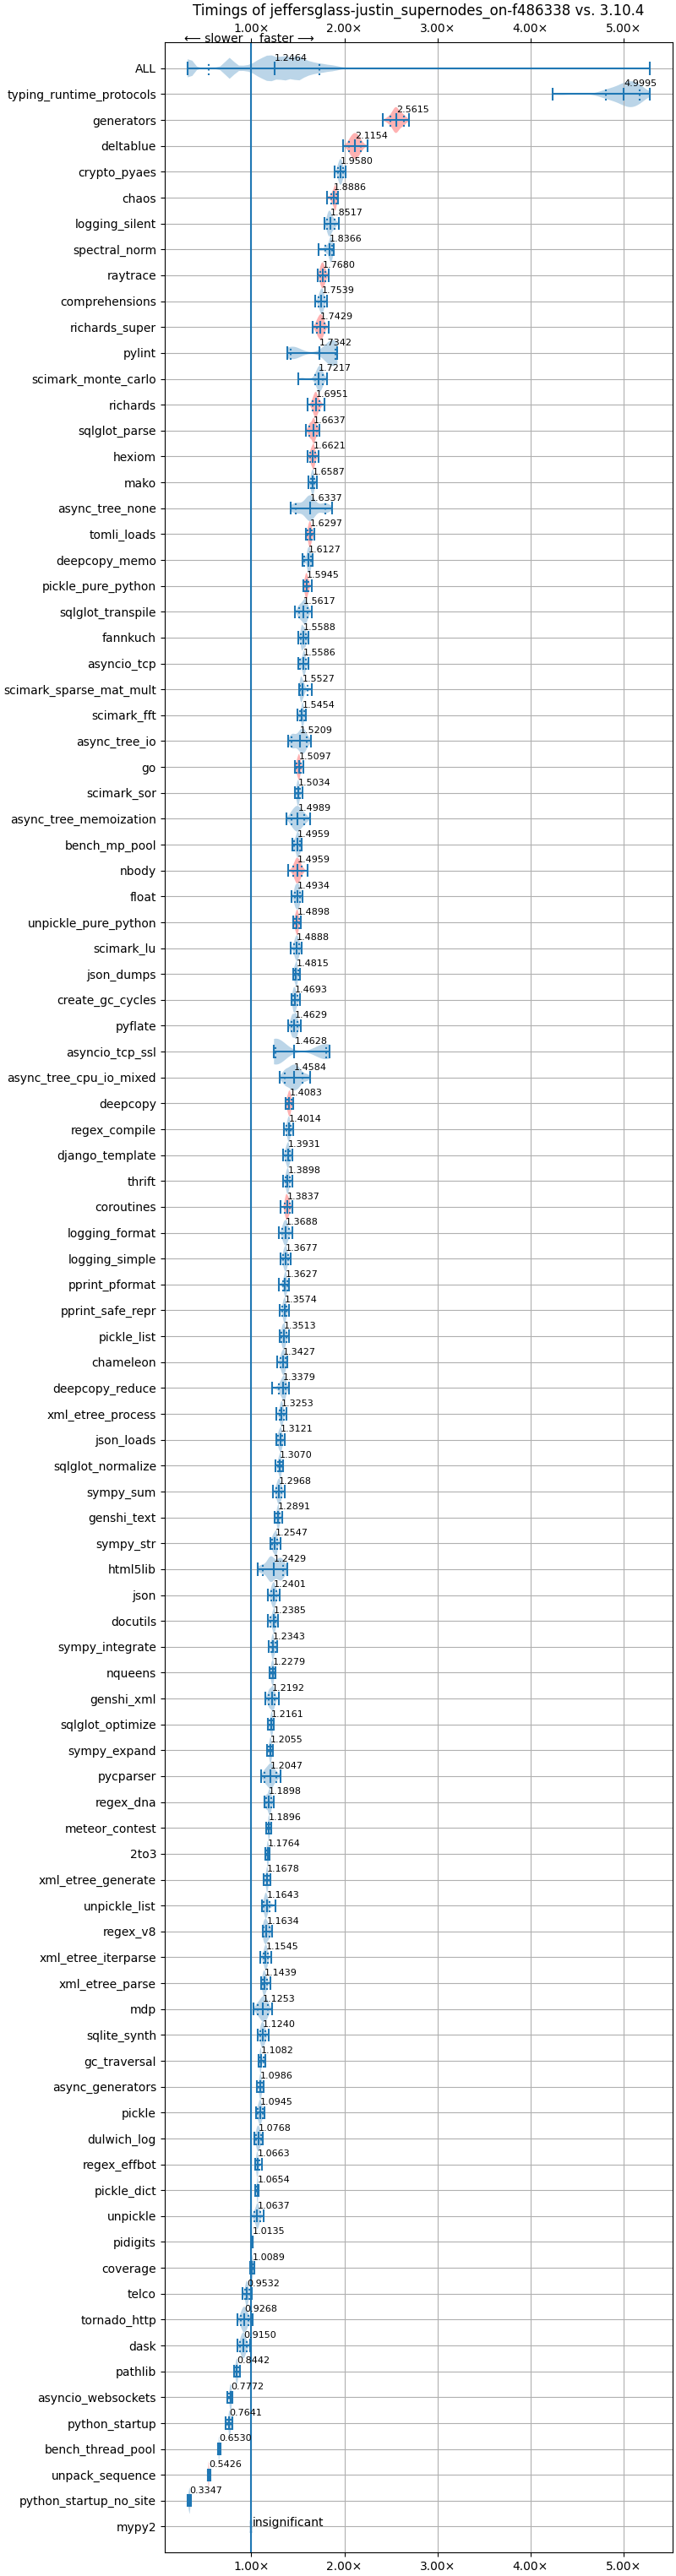 Timings of jeffersglass-justin_supernodes_on-f486338 vs. 3.10.4
1.00× 2.00× 3.00× 4.00× 5.00×
⟵ slower faster ⟶
ALL 1.2464
typing_runtime_protocols 4.9995
generators 2.5615
deltablue 2.1154
crypto_pyaes 1.9580
chaos 1.8886
logging_silent 1.8517
spectral_norm 1.8366
raytrace 1.7680
comprehensions 1.7539
richards_super 1.7429
pylint 1.7342
scimark_monte_carlo 1.7217
richards 1.6951
sqlglot_parse 1.6637
hexiom 1.6621
mako 1.6587
async_tree_none 1.6337
tomli_loads 1.6297
deepcopy_memo 1.6127
pickle_pure_python 1.5945
sqlglot_transpile 1.5617
fannkuch 1.5588
asyncio_tcp 1.5586
scimark_sparse_mat_mult 1.5527
scimark_fft 1.5454
async_tree_io 1.5209
go 1.5097
scimark_sor 1.5034
async_tree_memoization 1.4989
bench_mp_pool 1.4959
nbody 1.4959
float 1.4934
unpickle_pure_python 1.4898
scimark_lu 1.4888
json_dumps 1.4815
create_gc_cycles 1.4693
pyflate 1.4629
asyncio_tcp_ssl 1.4628
async_tree_cpu_io_mixed 1.4584
deepcopy 1.4083
regex_compile 1.4014
django_template 1.3931
thrift 1.3898
coroutines 1.3837
logging_format 1.3688
logging_simple 1.3677
pprint_pformat 1.3627
pprint_safe_repr 1.3574
pickle_list 1.3513
chameleon 1.3427
deepcopy_reduce 1.3379
xml_etree_process 1.3253
json_loads 1.3121
sqlglot_normalize 1.3070
sympy_sum 1.2968
genshi_text 1.2891
sympy_str 1.2547
html5lib 1.2429
json 1.2401
docutils 1.2385
sympy_integrate 1.2343
nqueens 1.2279
genshi_xml 1.2192
sqlglot_optimize 1.2161
sympy_expand 1.2055
pycparser 1.2047
regex_dna 1.1898
meteor_contest 1.1896
2to3 1.1764
xml_etree_generate 1.1678
unpickle_list 1.1643
regex_v8 1.1634
xml_etree_iterparse 1.1545
xml_etree_parse 1.1439
mdp 1.1253
sqlite_synth 1.1240
gc_traversal 1.1082
async_generators 1.0986
pickle 1.0945
dulwich_log 1.0768
regex_effbot 1.0663
pickle_dict 1.0654
unpickle 1.0637
pidigits 1.0135
coverage 1.0089
telco 0.9532
tornado_http 0.9268
dask 0.9150
pathlib 0.8442
asyncio_websockets 0.7772
python_startup 0.7641
bench_thread_pool 0.6530
unpack_sequence 0.5426
python_startup_no_site 0.3347
mypy2 insignificant
1.00× 2.00× 3.00× 4.00× 5.00×